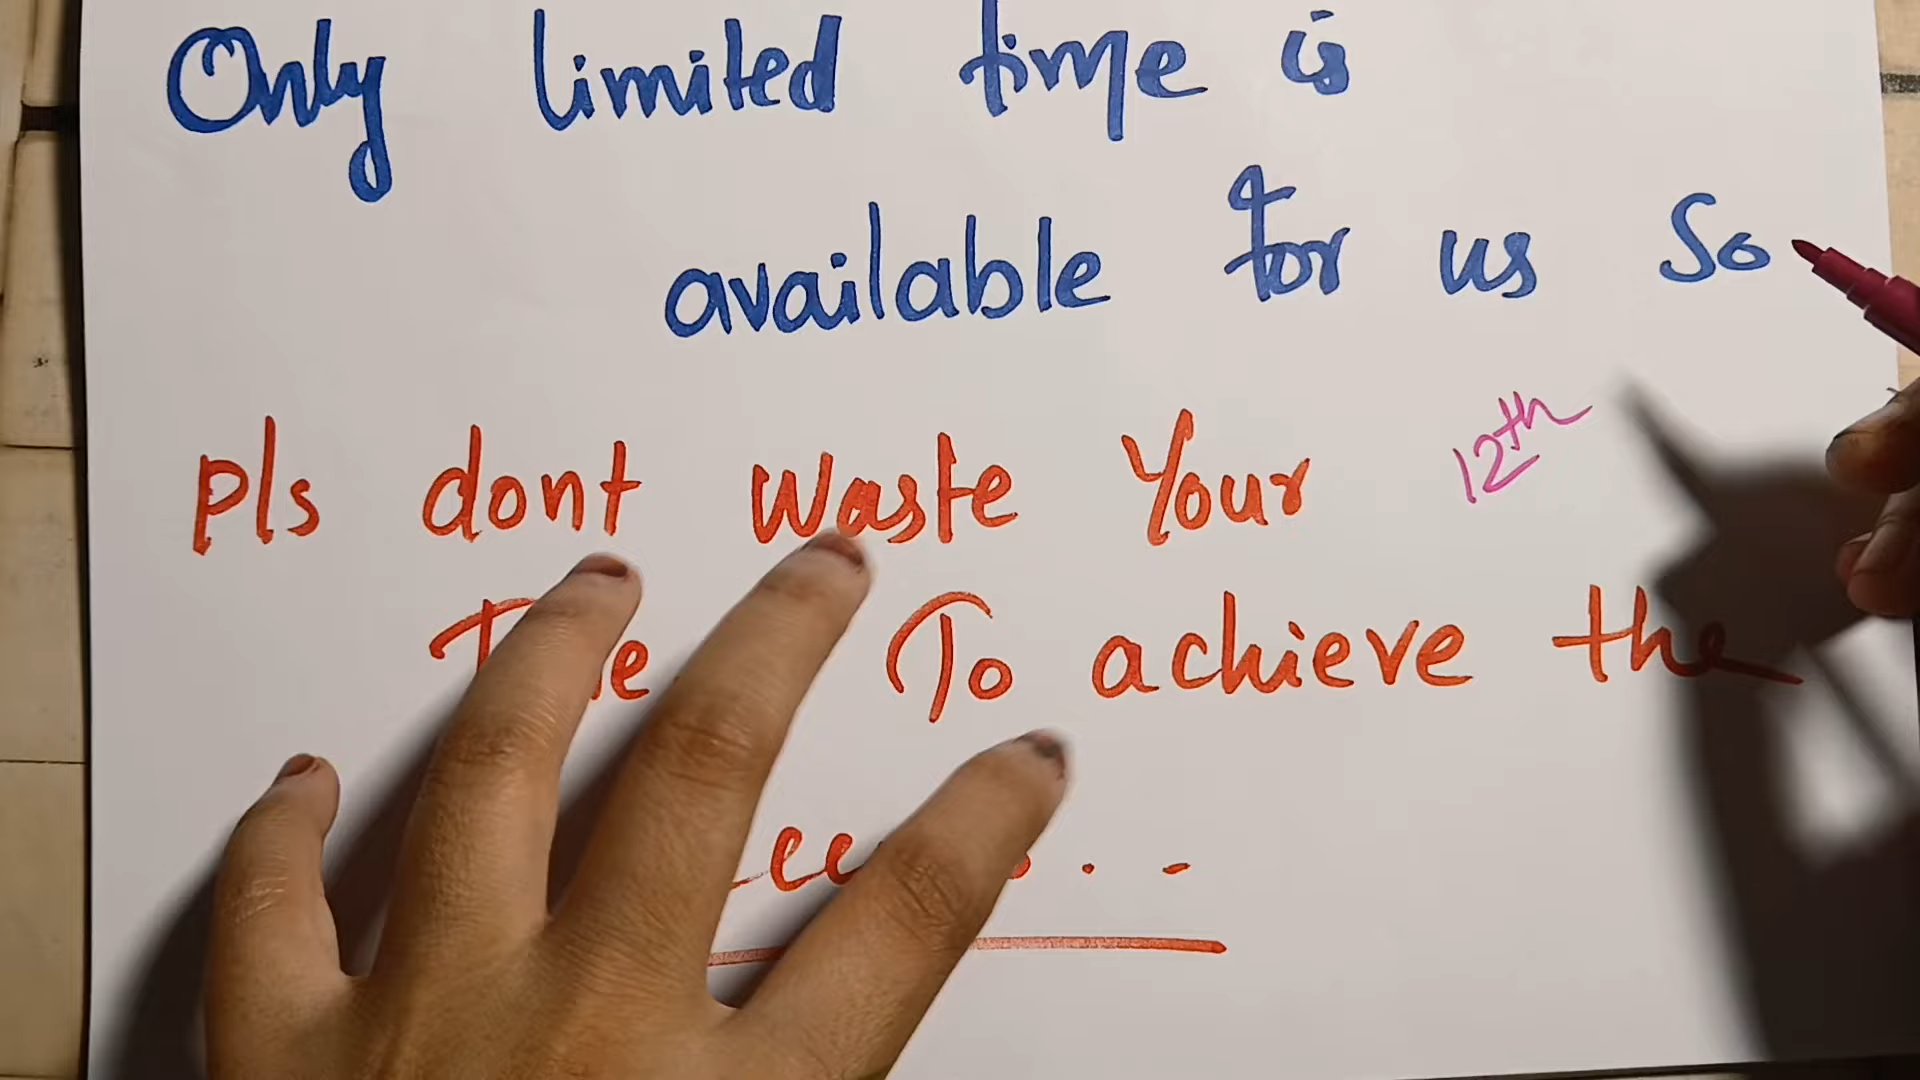 Only limited time is
available for us So
pls dont waste Your 12th
To achieve the